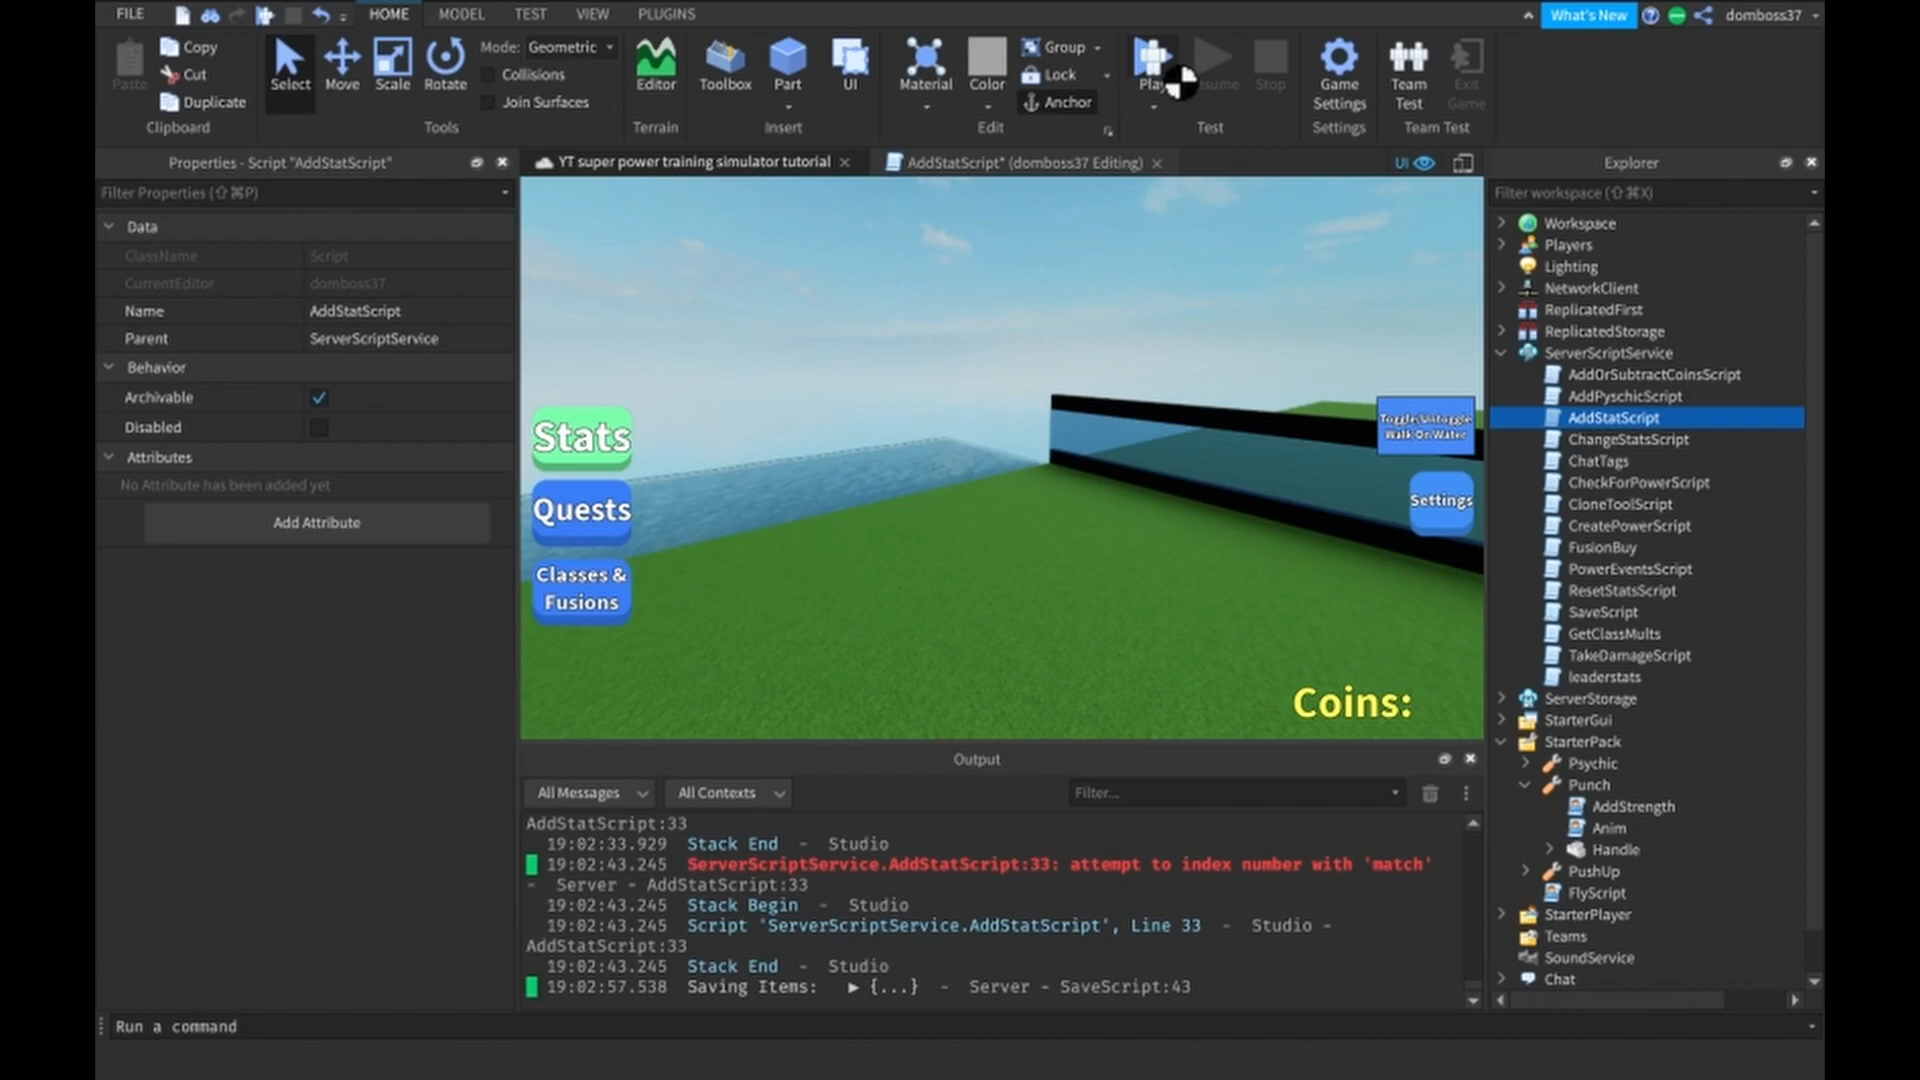 FILE HOME MODEL TEST VIEW PLUGINS What's New domboss37
Paste Copy Cut Duplicate Clipboard
Select Move Scale Rotate Mode: Geometric Collisions Join Surfaces Tools
Editor Terrain
Toolbox Part UI Insert
Material Color Group Lock Anchor Edit
Stop Test
Game Settings Settings
Team Test Exit Game Team Test
Properties - Script "AddStatScript"
Filter Properties (⇧⌘P)
Data
ClassName Script
CurrentEditor domboss37
Name AddStatScript
Parent ServerScriptService
Behavior
Archivable
Disabled
Attributes
No Attribute has been added yet
Add Attribute
YT super power training simulator tutorial
AddStatScript* (domboss37 Editing)
UI
Stats
Quests
Classes &
Fusions
Walk On Water
Settings
Coins:
Output
All Messages All Contexts Filter...
AddStatScript:33
19:02:33.929 Stack End - Studio
19:02:43.245 ServerScriptService.AddStatScript:33: attempt to index number with 'match'
- Server - AddStatScript:33
19:02:43.245 Stack Begin - Studio
19:02:43.245 Script 'ServerScriptService.AddStatScript', Line 33 - Studio -
AddStatScript:33
19:02:43.245 Stack End - Studio
19:02:57.538 Saving Items: ▶ {...} - Server - SaveScript:43
Explorer
Filter workspace (⇧⌘X)
Workspace
Players
Lighting
NetworkClient
ReplicatedFirst
ReplicatedStorage
ServerScriptService
AddOrSubtractCoinsScript
AddPyschicScript
AddStatScript
ChangeStatsScript
ChatTags
CheckForPowerScript
CloneToolScript
CreatePowerScript
FusionBuy
PowerEventsScript
ResetStatsScript
SaveScript
GetClassMults
TakeDamageScript
leaderstats
ServerStorage
StarterGui
StarterPack
Psychic
Punch
AddStrength
Anim
Handle
PushUp
FlyScript
StarterPlayer
Teams
SoundService
Chat
Run a command